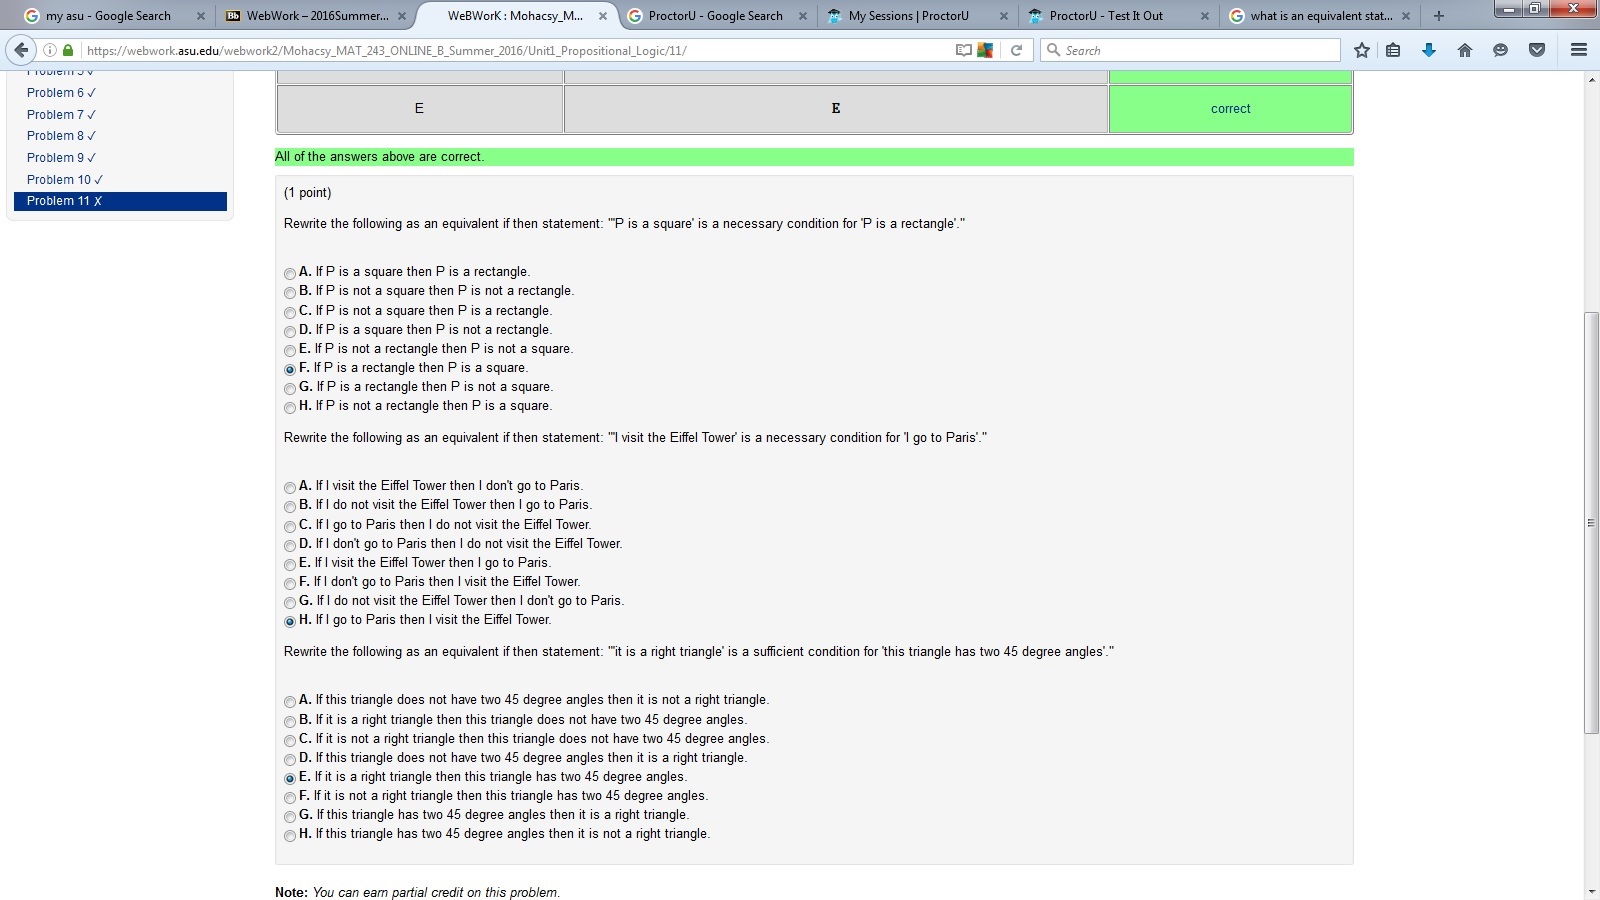 my asu - Google Search
WebWork – 2016Summer...
WeBWorK : Mohacsy_M...
ProctorU - Google Search
My Sessions | ProctorU
ProctorU - Test It Out
what is an equivalent stat...
https://webwork.asu.edu/webwork2/Mohacsy_MAT_243_ONLINE_B_Summer_2016/Unit1_Propositional_Logic/11/
Search
Problem 5 ✓
Problem 6 ✓
Problem 7 ✓
Problem 8 ✓
Problem 9 ✓
Problem 10 ✓
Problem 11 ✗
E E correct
All of the answers above are correct.
(1 point)
Rewrite the following as an equivalent if then statement: "'P is a square' is a necessary condition for 'P is a rectangle'."
A. If P is a square then P is a rectangle.
B. If P is not a square then P is not a rectangle.
C. If P is not a square then P is a rectangle.
D. If P is a square then P is not a rectangle.
E. If P is not a rectangle then P is not a square.
F. If P is a rectangle then P is a square.
G. If P is a rectangle then P is not a square.
H. If P is not a rectangle then P is a square.
Rewrite the following as an equivalent if then statement: "'I visit the Eiffel Tower' is a necessary condition for 'I go to Paris'."
A. If I visit the Eiffel Tower then I don't go to Paris.
B. If I do not visit the Eiffel Tower then I go to Paris.
C. If I go to Paris then I do not visit the Eiffel Tower.
D. If I don't go to Paris then I do not visit the Eiffel Tower.
E. If I visit the Eiffel Tower then I go to Paris.
F. If I don't go to Paris then I visit the Eiffel Tower.
G. If I do not visit the Eiffel Tower then I don't go to Paris.
H. If I go to Paris then I visit the Eiffel Tower.
Rewrite the following as an equivalent if then statement: "'it is a right triangle' is a sufficient condition for 'this triangle has two 45 degree angles'."
A. If this triangle does not have two 45 degree angles then it is not a right triangle.
B. If it is a right triangle then this triangle does not have two 45 degree angles.
C. If it is not a right triangle then this triangle does not have two 45 degree angles.
D. If this triangle does not have two 45 degree angles then it is a right triangle.
E. If it is a right triangle then this triangle has two 45 degree angles.
F. If it is not a right triangle then this triangle has two 45 degree angles.
G. If this triangle has two 45 degree angles then it is a right triangle.
H. If this triangle has two 45 degree angles then it is not a right triangle.
Note: You can earn partial credit on this problem.